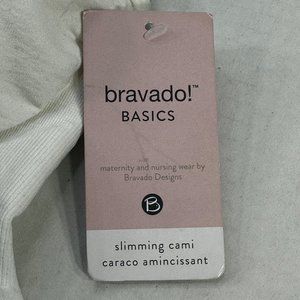 bravado!™
BASICS
maternity and nursing wear by
Bravado Designs
B
slimming cami
caraco amincissant